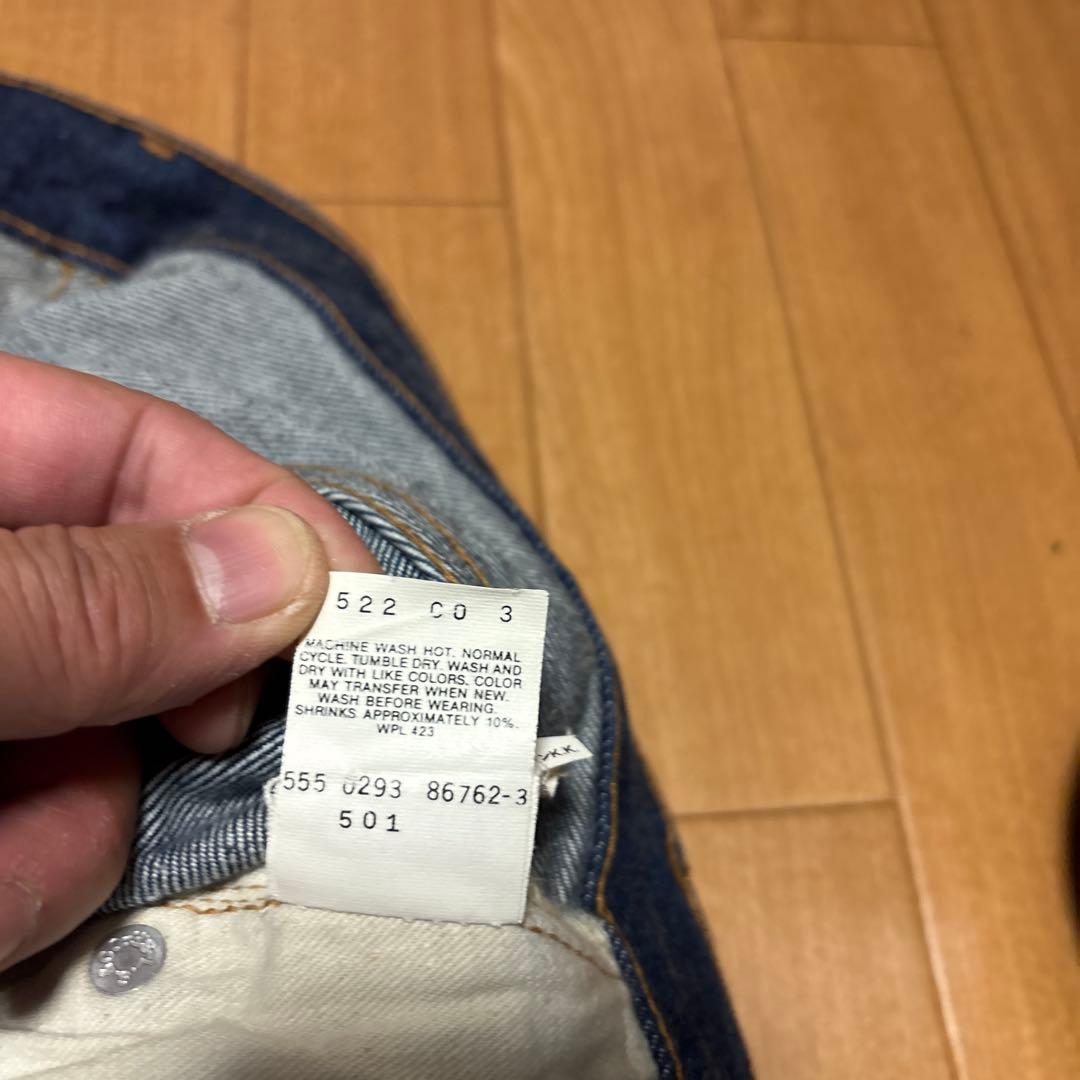 522 CO 3
MACHINE WASH HOT. NORMAL
CYCLE. TUMBLE DRY. WASH AND
DRY WITH LIKE COLORS. COLOR
MAY TRANSFER WHEN NEW.
WASH BEFORE WEARING.
SHRINKS APPROXIMATELY 10%.
WPL 423
555 0293 86762-3
501